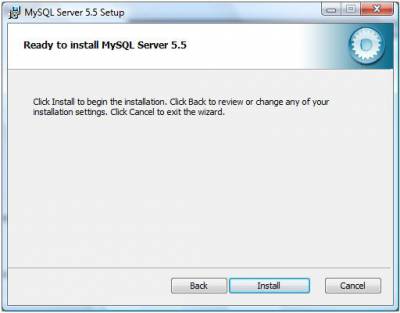 MySQL Server 5.5 Setup
Ready to install MySQL Server 5.5
Click Install to begin the installation. Click Back to review or change any of your
installation settings. Click Cancel to exit the wizard.
Back Install Cancel